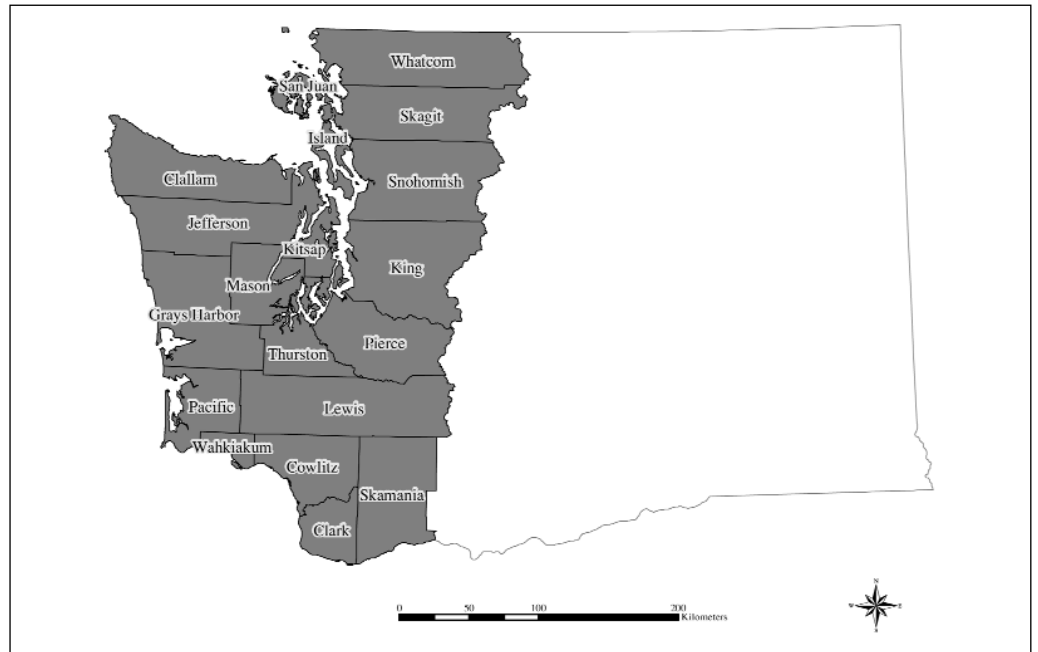 Whatcom
San Juan
Skagit
Island
Clallam
Snohomish
Jefferson
Kitsap
King
Mason
Grays Harbor
Pierce
Thurston
Pacific
Lewis
Wahkiakum
Cowlitz
Skamania
Clark
N
W E
S
0 50 100 200
Kilometers